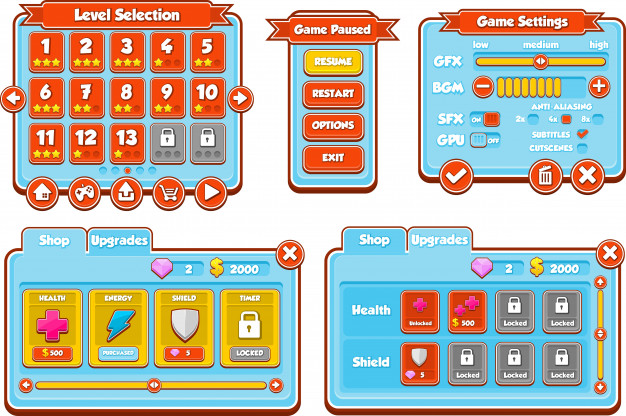 Level Selection
1 2 3 4 5
6 7 8 9 10
11 12 13
Game Paused
RESUME
RESTART
OPTIONS
EXIT
Game Settings
low medium high
GFX
BGM
ANTI-ALIASING
SFX ON 2x 4x 8x
GPU OFF
SUBTITLES
CUTSCENES
Shop Upgrades
2 $ 2000
HEALTH ENERGY SHIELD TIMER
$ 500 PURCHASED 5 LOCKED
Shop Upgrades
2 $ 2000
Health
Unlocked $ 500 Locked Locked
Shield
5 Locked Locked Locked